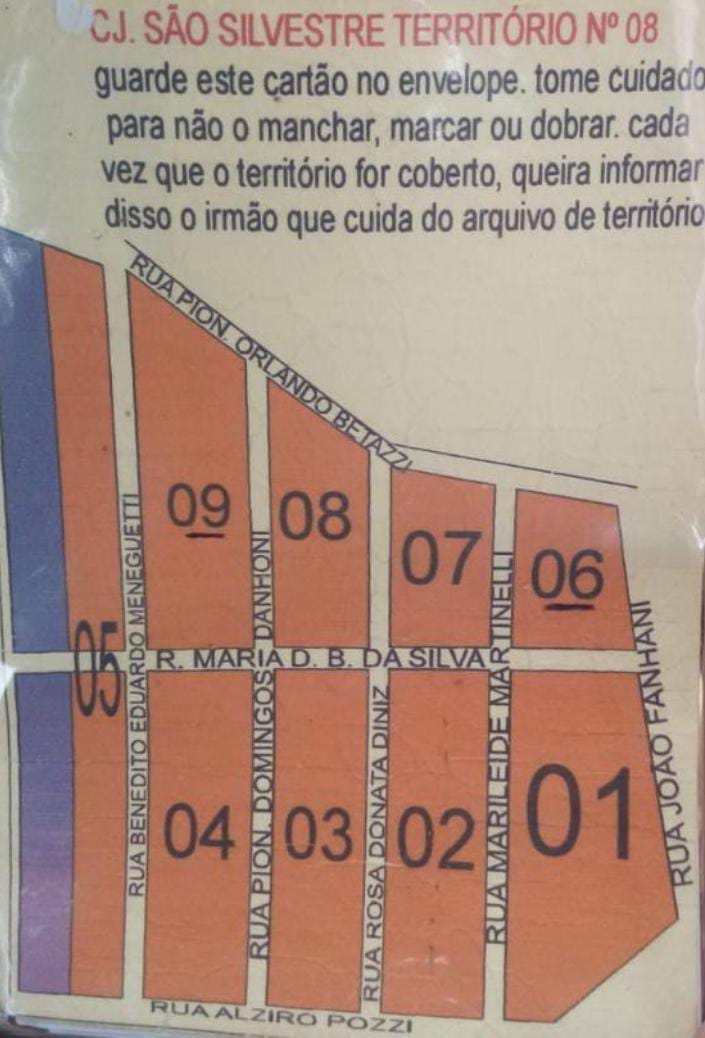 CJ. SÃO SILVESTRE TERRITÓRIO Nº 08
guarde este cartão no envelope. tome cuidado
para não o manchar, marcar ou dobrar. cada
vez que o território for coberto, queira informar
disso o irmão que cuida do arquivo de território
RUA PION. ORLANDO BETAZZI
09
08
07
06
05
RUA BENEDITO EDUARDO MENEGUETTI
R. MARIA D. B. DA SILVA
RUA PION. DOMINGOS DANHONI
RUA ROSA DONATA DINIZ
RUA MARILEIDE MARTINELLI
RUA JOÃO FANHANI
04
03
02
01
RUA ALZIRO POZZI